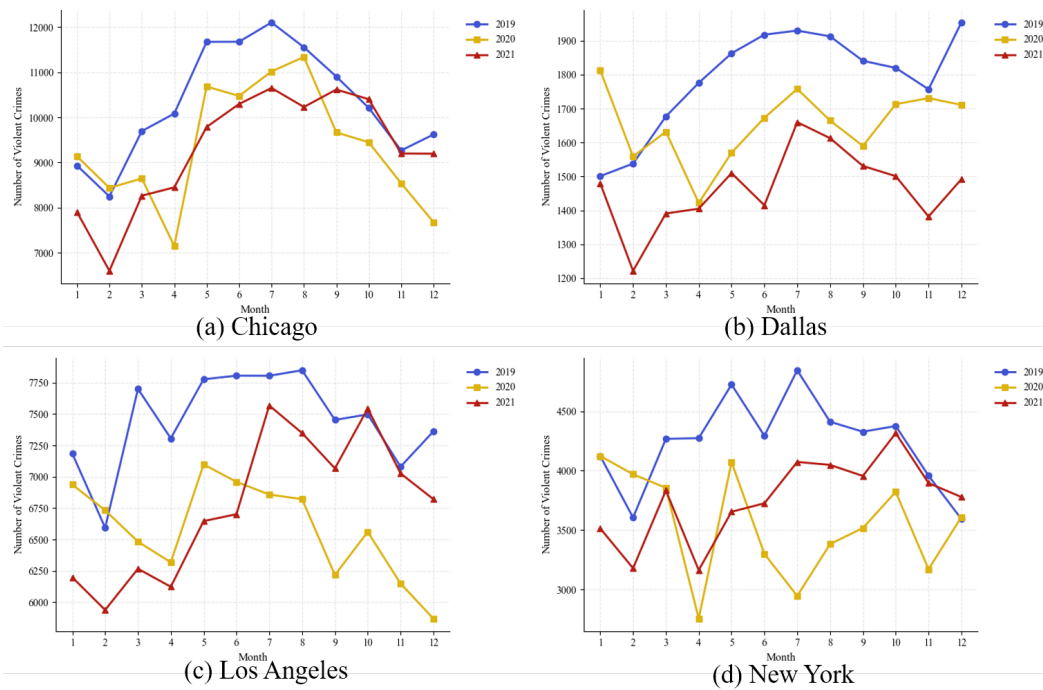 12000
11000
10000
9000
8000
7000
Number of Violent Crimes
1 2 3 4 5 6 7 8 9 10 11 12
Month
2019
2020
2021
(a) Chicago
1900
1800
1700
1600
1500
1400
1300
1200
Number of Violent Crimes
1 2 3 4 5 6 7 8 9 10 11 12
Month
2019
2020
2021
(b) Dallas
7750
7500
7250
7000
6750
6500
6250
6000
Number of Violent Crimes
1 2 3 4 5 6 7 8 9 10 11 12
Month
2019
2020
2021
(c) Los Angeles
4500
4000
3500
3000
Number of Violent Crimes
1 2 3 4 5 6 7 8 9 10 11 12
Month
2019
2020
2021
(d) New York